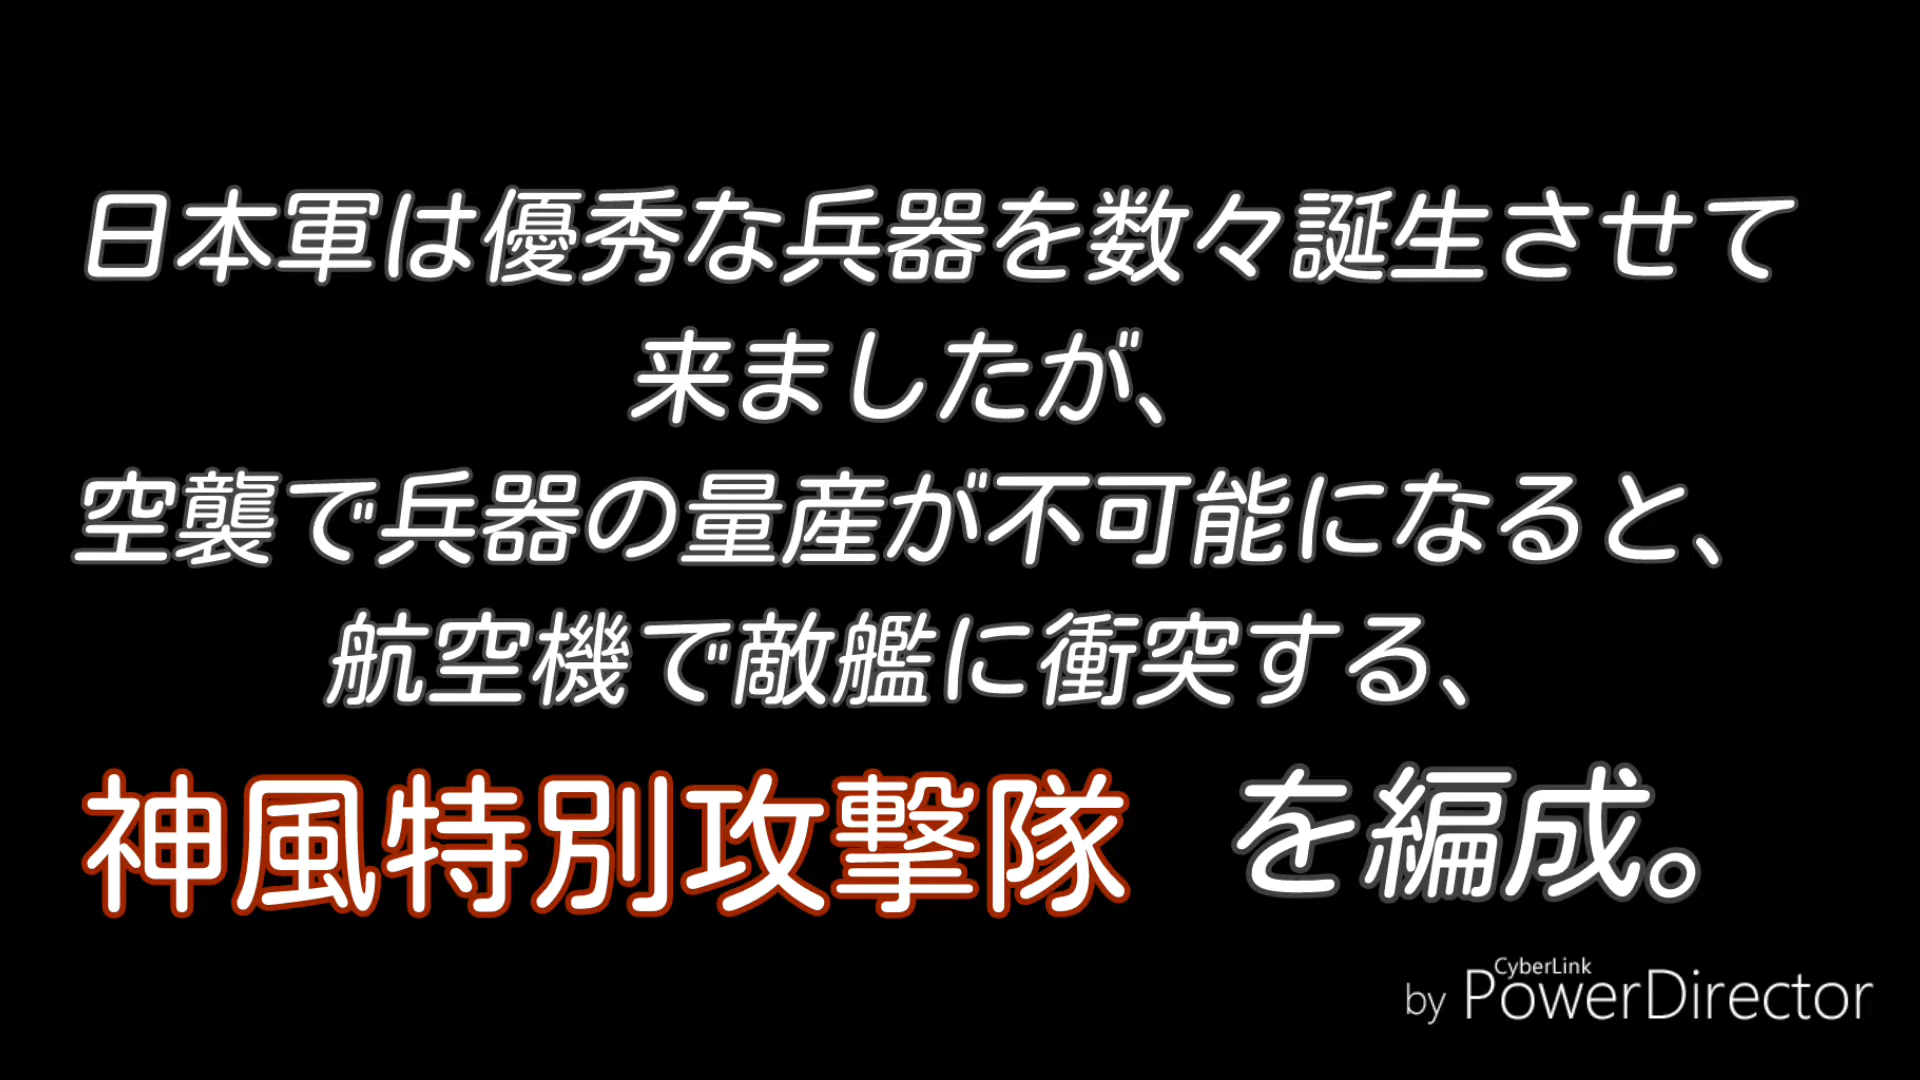 日本軍は優秀な兵器を数々誕生させて
来ましたが、
空襲で兵器の量産が不可能になると、
航空機で敵艦に衝突する、
神風特別攻撃隊 を編成。
by CyberLink PowerDirector